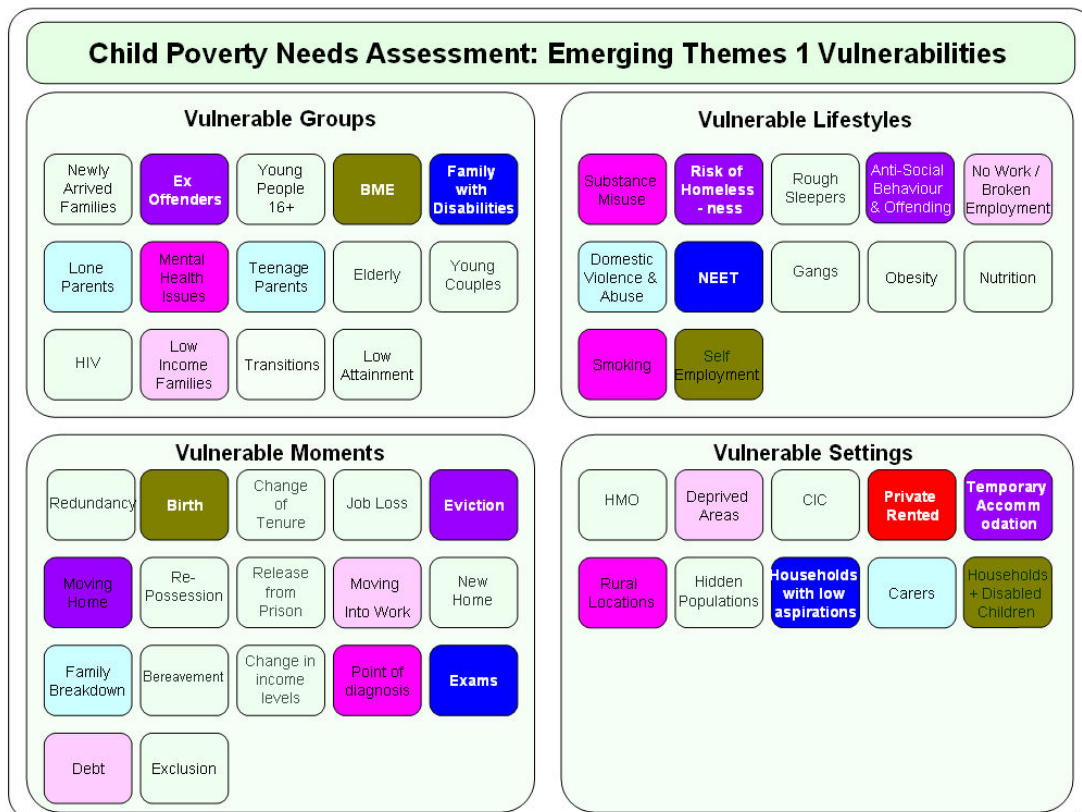 Child Poverty Needs Assessment: Emerging Themes 1 Vulnerabilities
Vulnerable Groups
Newly
Arrived
Families
Ex
Offenders
Young
People
16+
BME
Family
with
Disabilities
Lone
Parents
Mental
Health
Issues
Teenage
Parents
Elderly
Young
Couples
HIV
Low
Income
Families
Transitions
Low
Attainment
Vulnerable Lifestyles
Substance
Misuse
Risk of
Homeless
- ness
Rough
Sleepers
Anti-Social
Behaviour
& Offending
No Work /
Broken
Employment
Domestic
Violence &
Abuse
NEET
Gangs
Obesity
Nutrition
Smoking
Self
Employment
Vulnerable Moments
Redundancy
Birth
Change
of
Tenure
Job Loss
Eviction
Moving
Home
Re-
Possession
Release
from
Prison
Moving
Into Work
New
Home
Family
Breakdown
Bereavement
Change in
income
levels
Point of
diagnosis
Exams
Debt
Exclusion
Vulnerable Settings
HMO
Deprived
Areas
CIC
Private
Rented
Temporary
Accomm
odation
Rural
Locations
Hidden
Populations
Households
with low
aspirations
Carers
Households
+ Disabled
Children